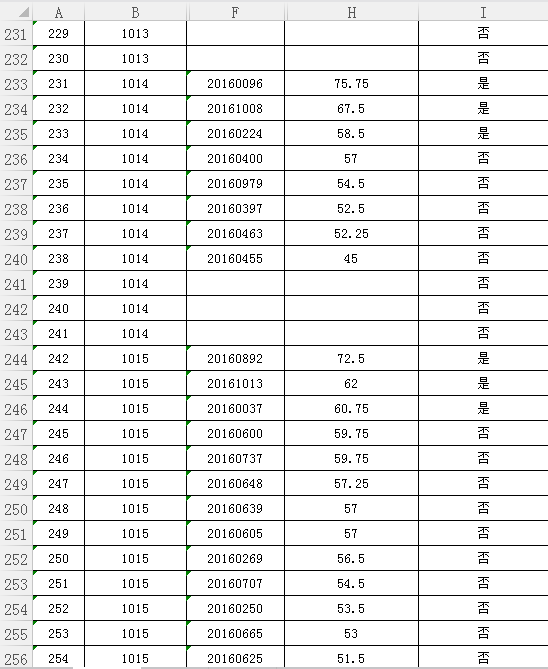 A B F H I
231 229 1013 否
232 230 1013 否
233 231 1014 20160096 75.75 是
234 232 1014 20161008 67.5 是
235 233 1014 20160224 58.5 是
236 234 1014 20160400 57 否
237 235 1014 20160979 54.5 否
238 236 1014 20160397 52.5 否
239 237 1014 20160463 52.25 否
240 238 1014 20160455 45 否
241 239 1014 否
242 240 1014 否
243 241 1014 否
244 242 1015 20160892 72.5 是
245 243 1015 20161013 62 是
246 244 1015 20160037 60.75 是
247 245 1015 20160600 59.75 否
248 246 1015 20160737 59.75 否
249 247 1015 20160648 57.25 否
250 248 1015 20160639 57 否
251 249 1015 20160605 57 否
252 250 1015 20160269 56.5 否
253 251 1015 20160707 54.5 否
254 252 1015 20160250 53.5 否
255 253 1015 20160665 53 否
256 254 1015 20160625 51.5 否